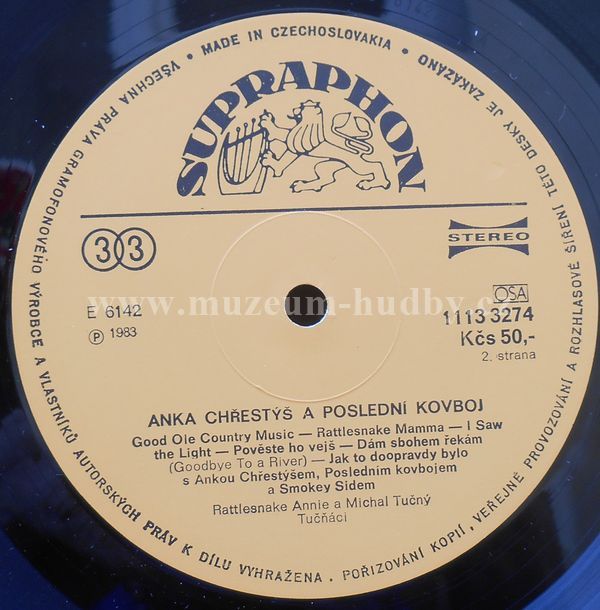 VŠECHNA PRÁVA GRAMOFONOVÉHO VÝROBCE A VLASTNÍKŮ AUTORSKÝCH PRÁV K DÍLU VYHRAŽENA. POŘIZOVÁNÍ KOPIÍ, VEŘEJNÉ PROVOZOVÁNÍ A ROZHLASOVÉ ŠÍŘENÍ TÉTO DESKY JE ZAKÁZÁNO • MADE IN CZECHOSLOVAKIA •
SUPRAPHON
33
STEREO
OSA
E 6142
1113 3274
℗ 1983
Kčs 50,-
2. strana
www.muzeum-hudby.cz
ANKA CHŘESTÝŠ A POSLEDNÍ KOVBOJ
Good Ole Country Music — Rattlesnake Mamma — I Saw
the Light — Pověste ho vejš — Dám sbohem řekám
(Goodbye To a River) — Jak to doopravdy bylo
s Ankou Chřestýšem, Posledním kovbojem
a Smokey Sidem
Rattlesnake Annie a Michal Tučný
Tučňáci